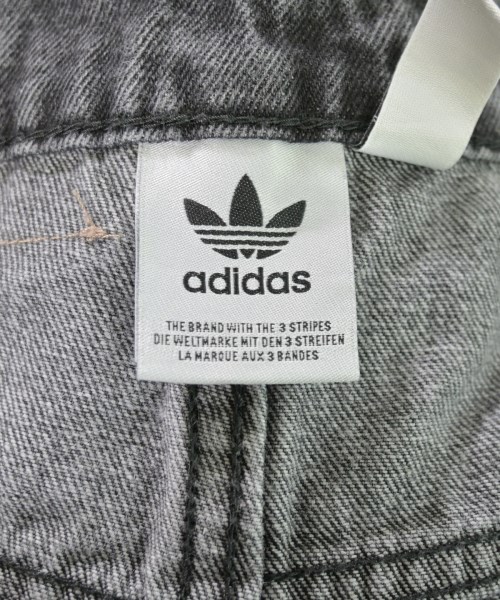 adidas
THE BRAND WITH THE 3 STRIPES
DIE WELTMARKE MIT DEN 3 STREIFEN
LA MARQUE AUX 3 BANDES